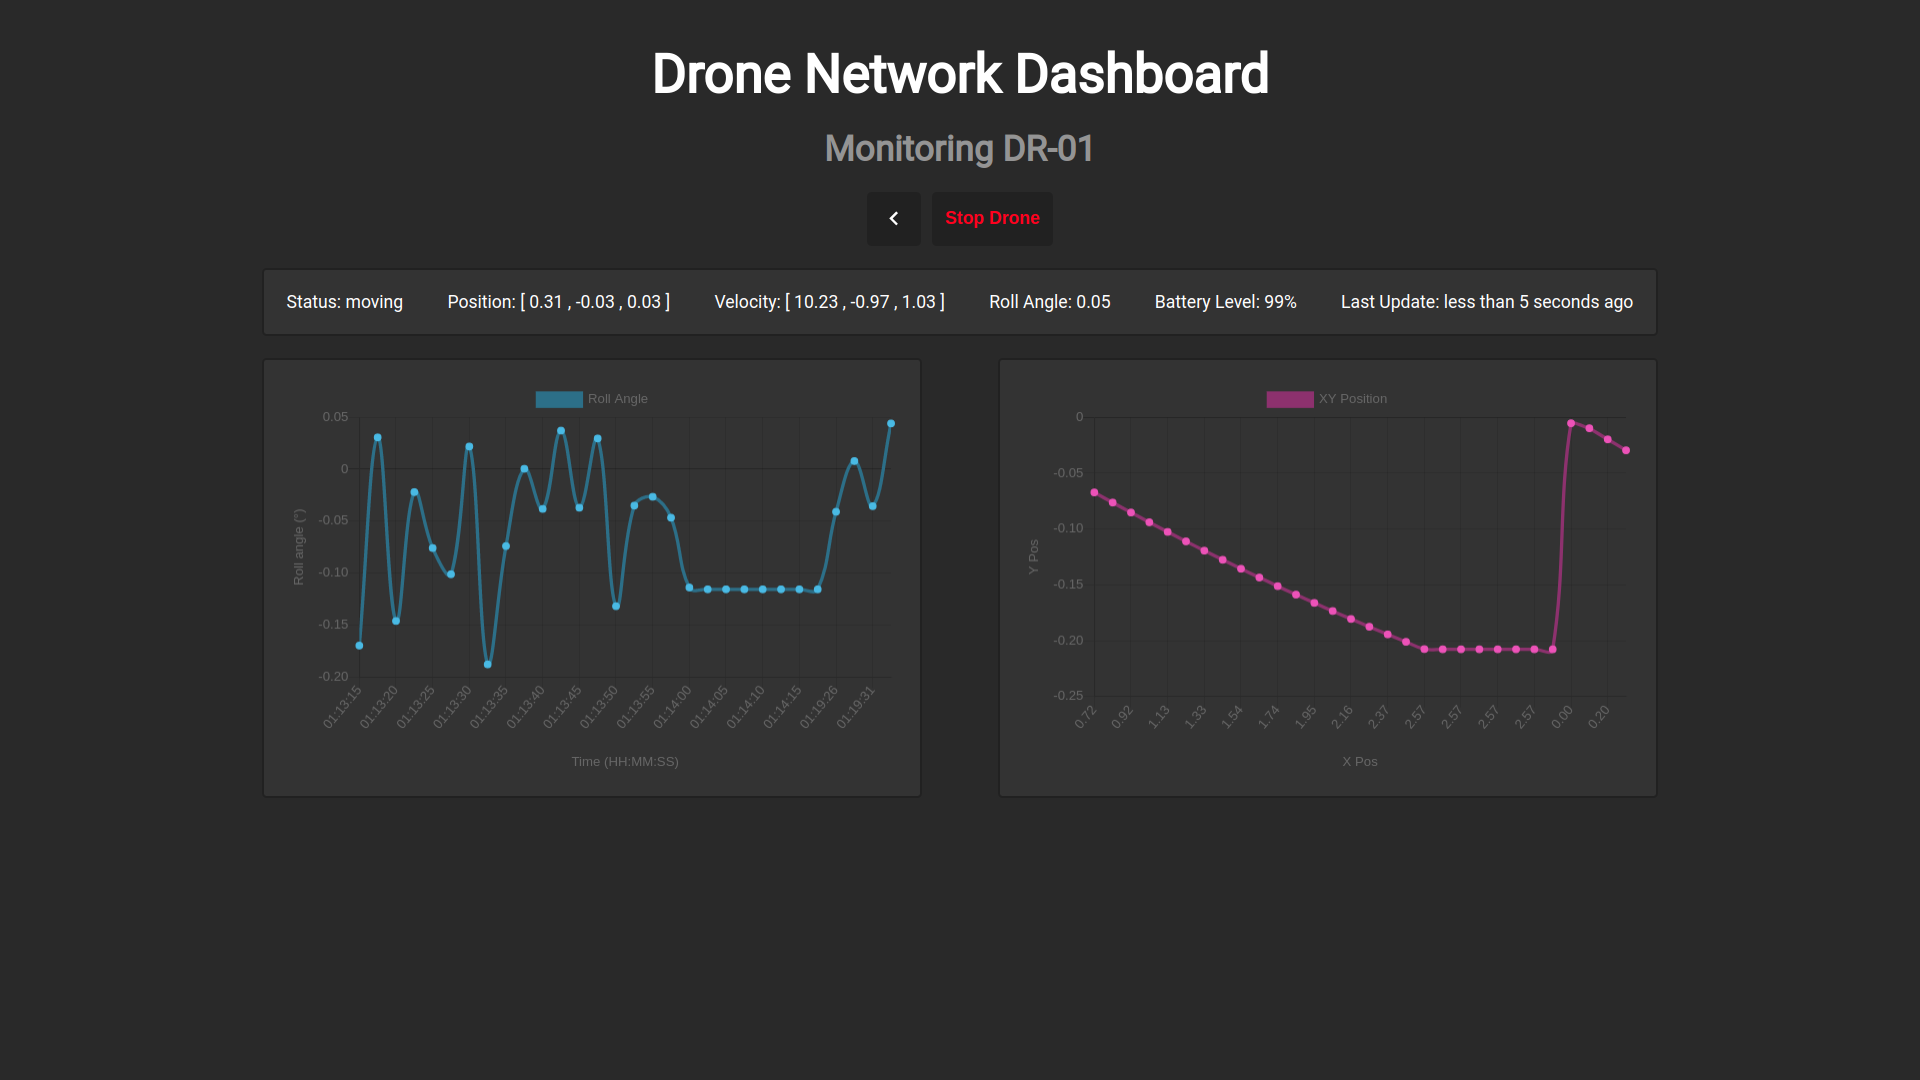 Drone Network Dashboard
Monitoring DR-01
Stop Drone
Status: moving Position: [ 0.31 , -0.03 , 0.03 ] Velocity: [ 10.23 , -0.97 , 1.03 ] Roll Angle: 0.05 Battery Level: 99% Last Update: less than 5 seconds ago
Roll Angle
0.05
0
-0.05
-0.10
-0.15
-0.20
Roll angle (°)
01:13:15 01:13:20 01:13:25 01:13:30 01:13:35 01:13:40 01:13:45 01:13:50 01:13:55 01:14:00 01:14:05 01:14:10 01:14:15 01:19:26 01:19:31
Time (HH:MM:SS)
XY Position
0
-0.05
-0.10
-0.15
-0.20
-0.25
Y Pos
0.72 0.92 1.13 1.33 1.54 1.74 1.95 2.16 2.37 2.57 2.57 2.57 2.57 0.00 0.20
X Pos